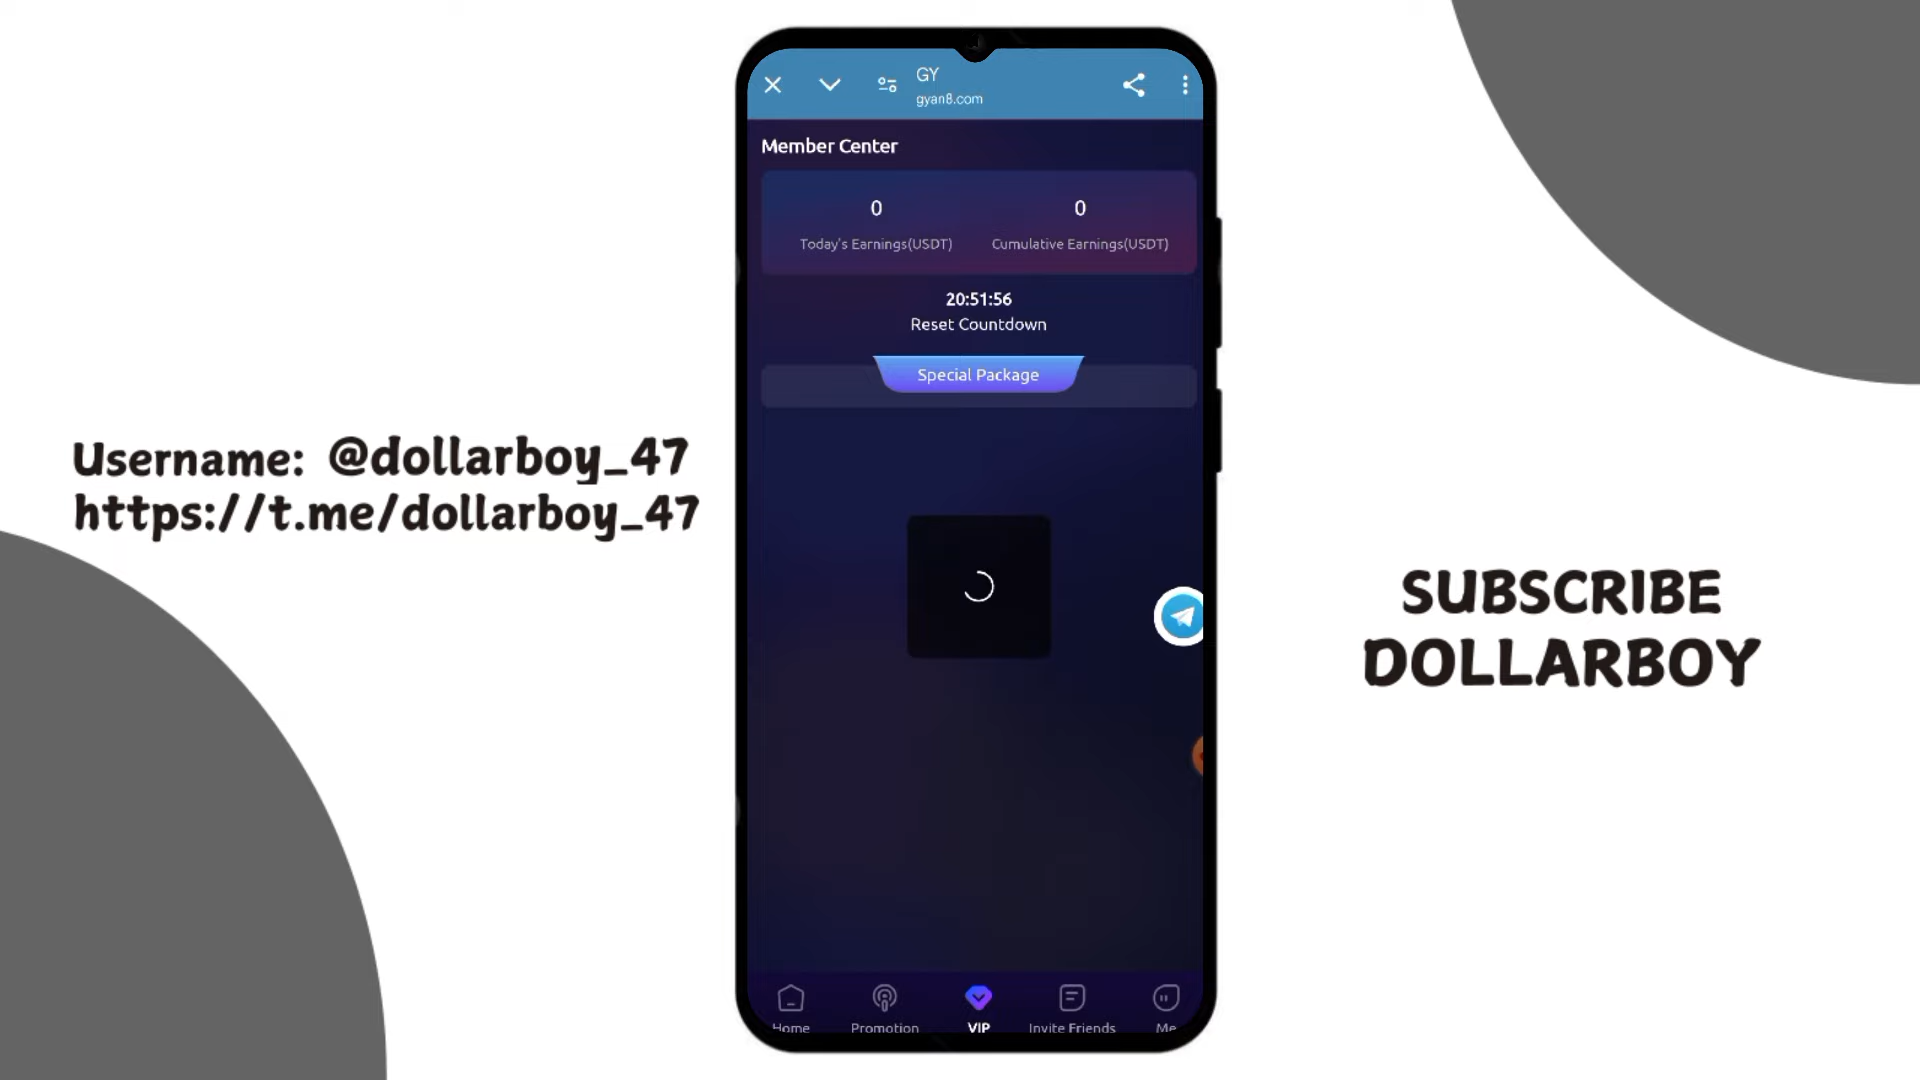 GY
gyan8.com
Member Center
0
0
Today's Earnings(USDT)
Cumulative Earnings(USDT)
20:51:56
Reset Countdown
Special Package
Username: @dollarboy_47
https://t.me/dollarboy_47
SUBSCRIBE
DOLLARBOY
Home
Promotion
VIP
Invite Friends
Me